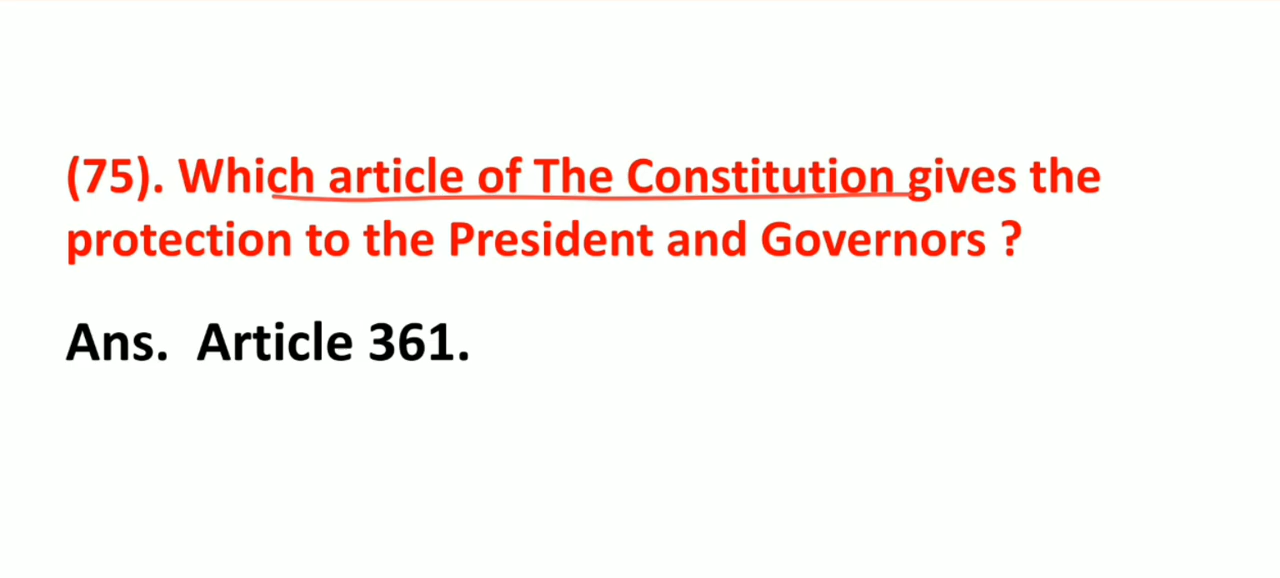 (75). Which article of The Constitution gives the
protection to the President and Governors ?
Ans. Article 361.